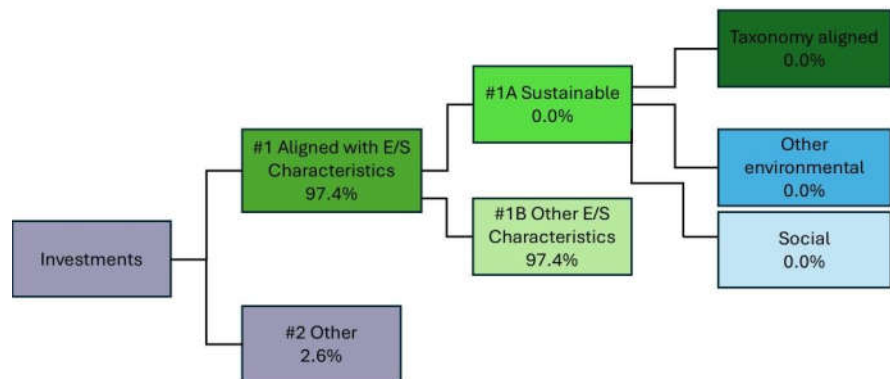 Investments
#1 Aligned with E/S
Characteristics
97.4%
#2 Other
2.6%
#1A Sustainable
0.0%
#1B Other E/S
Characteristics
97.4%
Taxonomy aligned
0.0%
Other
environmental
0.0%
Social
0.0%